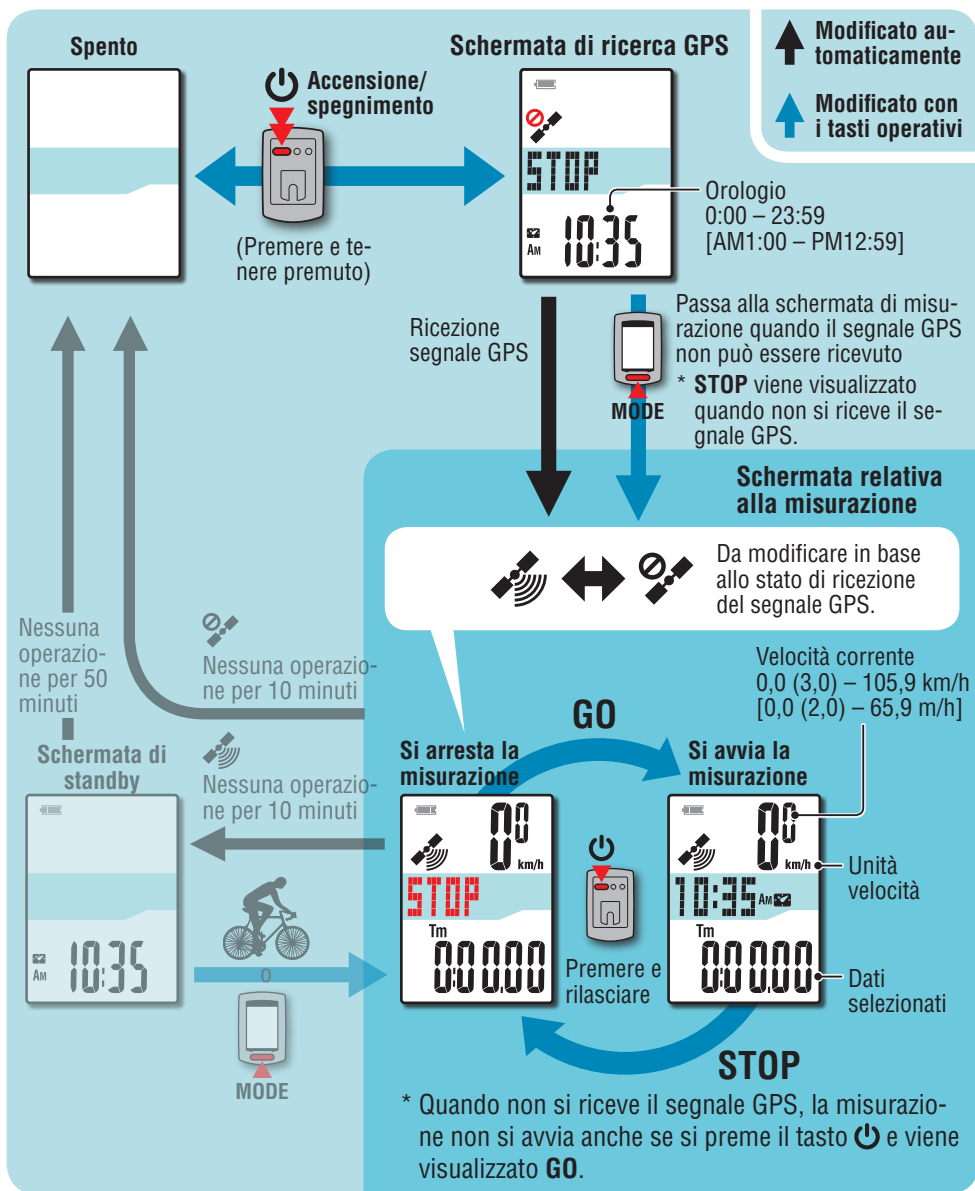 Spento
Accensione/
spegnimento
(Premere e te-
nere premuto)
Schermata di ricerca GPS
STOP
AM 10:35
Modificato au-
tomaticamente
Modificato con
i tasti operativi
Orologio
0:00 – 23:59
[AM1:00 – PM12:59]
Ricezione
segnale GPS
MODE
Passa alla schermata di misu-
razione quando il segnale GPS
non può essere ricevuto
* STOP viene visualizzato
quando non si riceve il se-
gnale GPS.
Schermata relativa
alla misurazione
Da modificare in base
allo stato di ricezione
del segnale GPS.
Nessuna
operazio-
ne per 50
minuti
Nessuna operazio-
ne per 10 minuti
Nessuna operazio-
ne per 10 minuti
Schermata di
standby
AM 10:35
o
MODE
Velocità corrente
0,0 (3,0) – 105,9 km/h
[0,0 (2,0) – 65,9 m/h]
GO
Si arresta la
misurazione
00
km/h
STOP
Tm
0:00.00
Premere e
rilasciare
Si avvia la
misurazione
00
km/h
10:35 AM
Tm
0:00.00
Unità
velocità
Dati
selezionati
STOP
* Quando non si riceve il segnale GPS, la misurazio-
ne non si avvia anche se si preme il tasto e viene
visualizzato GO.